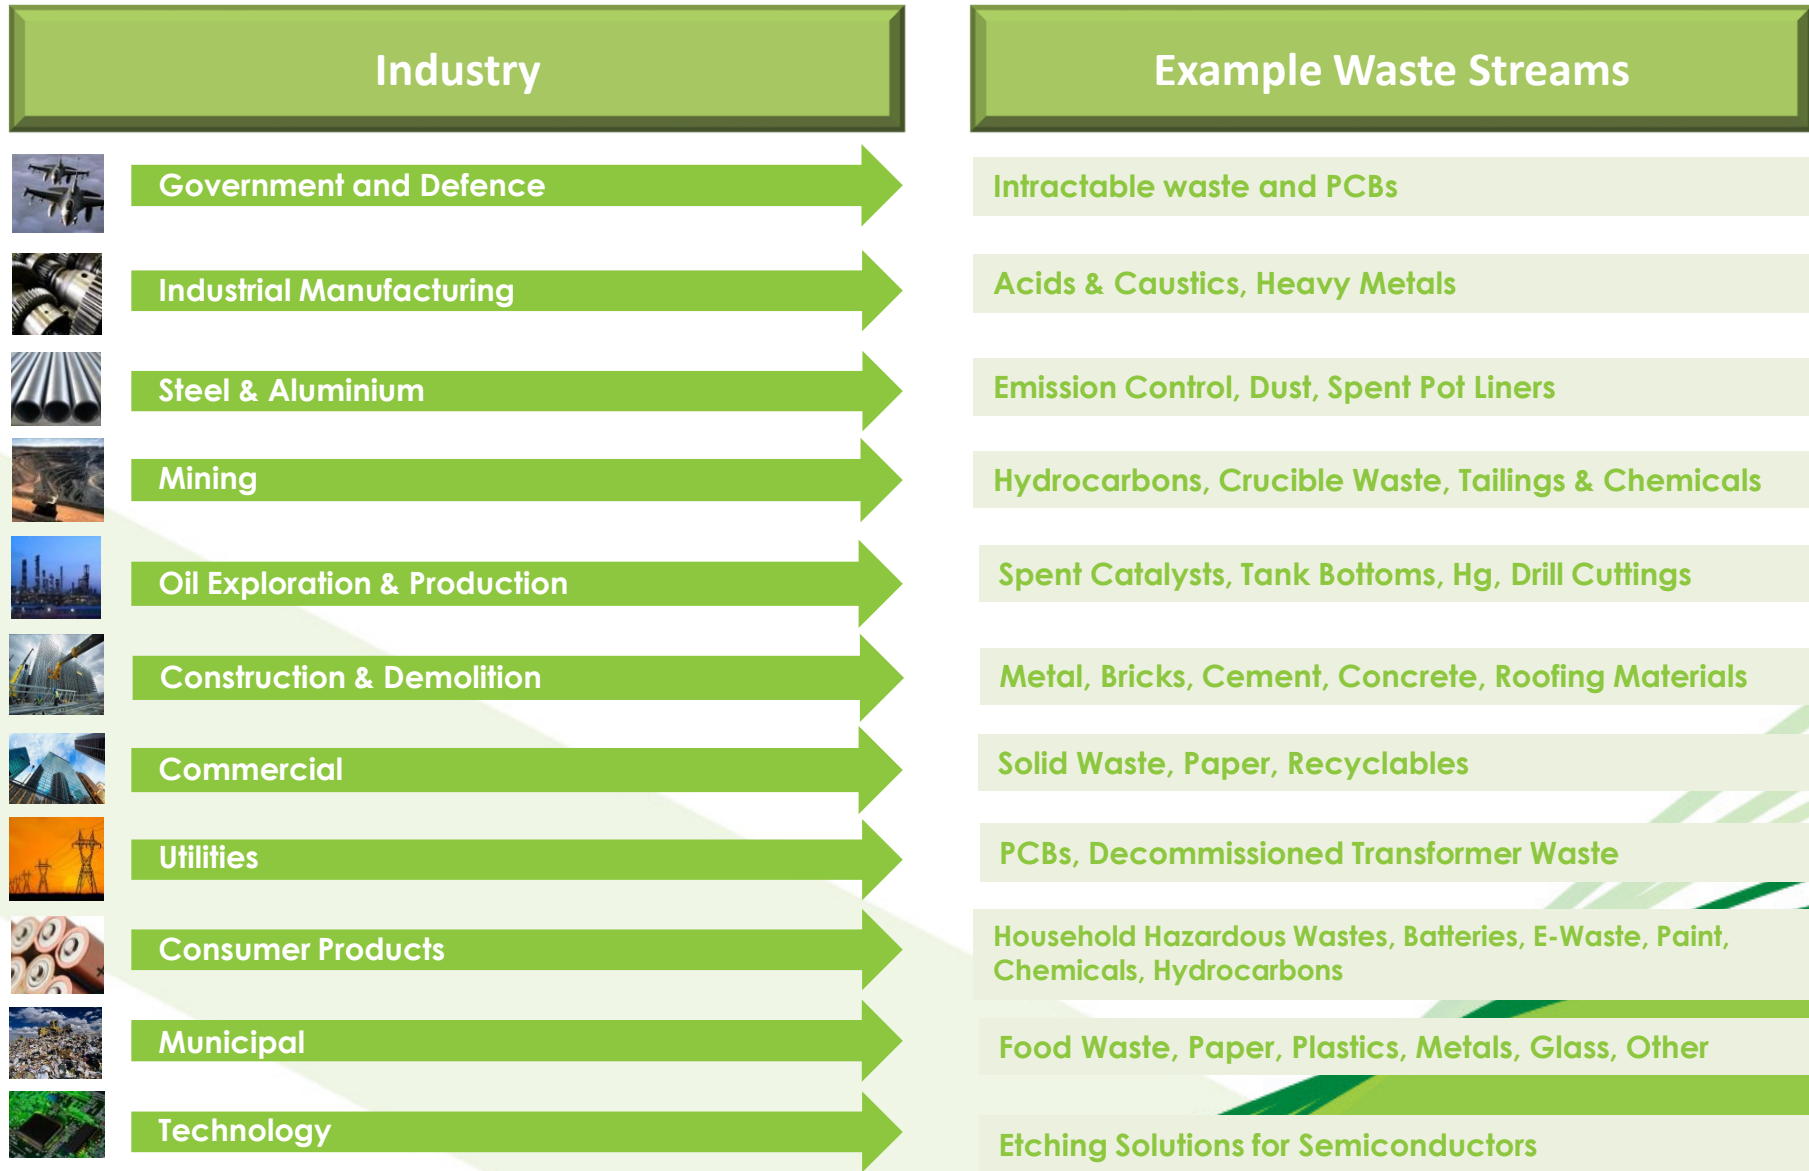 Industry
Example Waste Streams
Government and Defence
Intractable waste and PCBs
Industrial Manufacturing
Acids & Caustics, Heavy Metals
Steel & Aluminium
Emission Control, Dust, Spent Pot Liners
Mining
Hydrocarbons, Crucible Waste, Tailings & Chemicals
Oil Exploration & Production
Spent Catalysts, Tank Bottoms, Hg, Drill Cuttings
Construction & Demolition
Metal, Bricks, Cement, Concrete, Roofing Materials
Commercial
Solid Waste, Paper, Recyclables
Utilities
PCBs, Decommissioned Transformer Waste
Consumer Products
Household Hazardous Wastes, Batteries, E-Waste, Paint,
Chemicals, Hydrocarbons
Municipal
Food Waste, Paper, Plastics, Metals, Glass, Other
Technology
Etching Solutions for Semiconductors